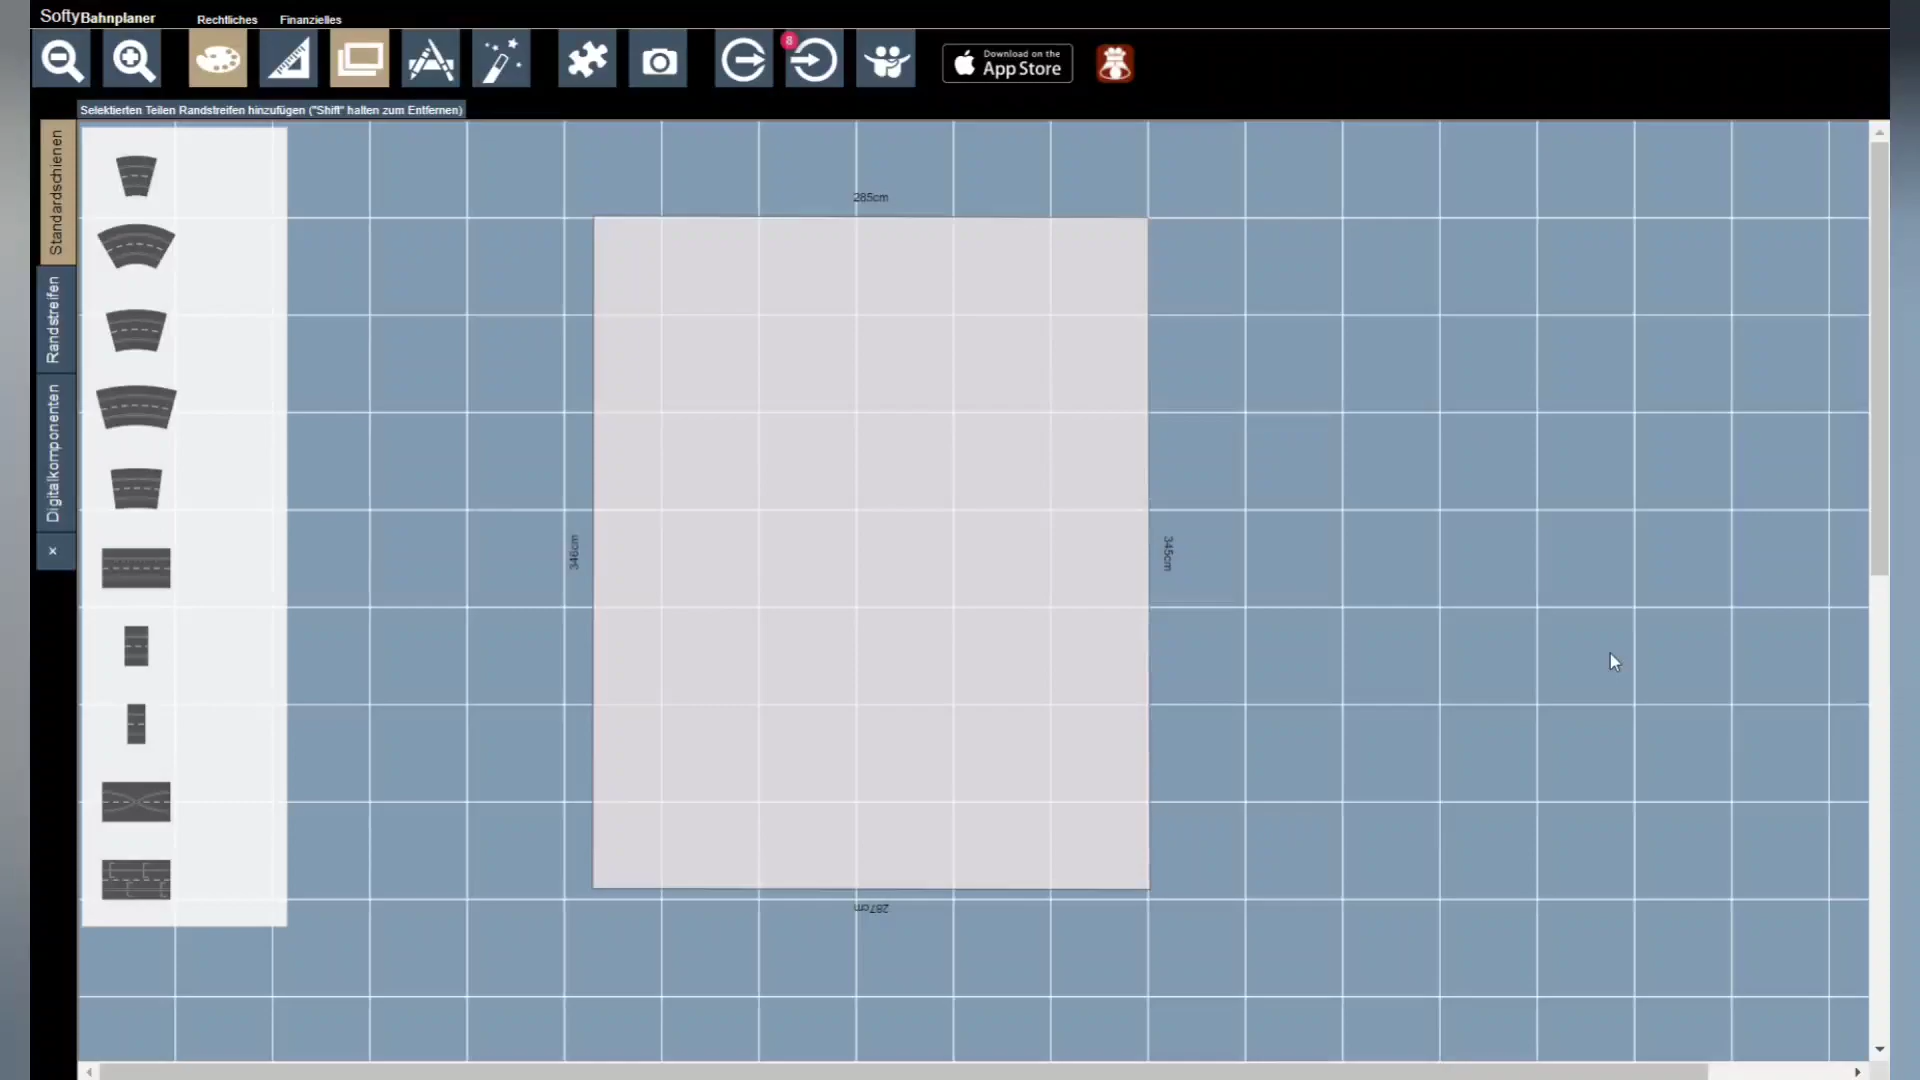 SoftyBahnplaner
Rechtliches
Finanzielles
8
Download on the
App Store
Selektierten Teilen Randstreifen hinzufügen ("Shift" halten zum Entfernen)
Standardschienen
Randstreifen
Digitalkomponenten
×
285cm
346cm
345cm
287cm